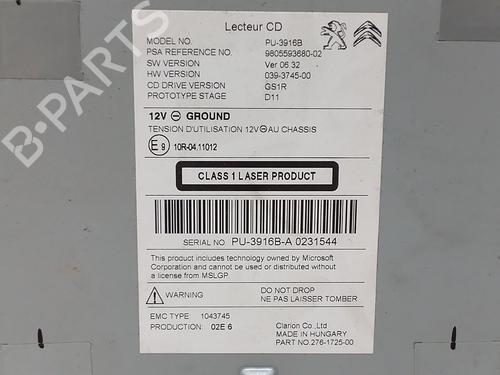 Lecteur CD
MODEL NO. PU-3916B
PSA REFERENCE NO. 9805593680-02
SW VERSION Ver 06.32
HW VERSION 039-3745-00
CD DRIVE VERSION GS1R
PROTOTYPE STAGE D11
12V ⊖ GROUND
TENSION D'UTILISATION 12V ⊖ AU CHASSIS
E 9 10R-04.11012
CLASS 1 LASER PRODUCT
SERIAL NO PU-3916B-A 0231544
This product includes technology owned by Microsoft
Corporation and cannot be used or distributed without
a license from MSLGP.
WARNING DO NOT DROP
NE PAS LAISSER TOMBER
EMC TYPE 1043745
PRODUCTION: 02E 6
Clarion Co.,Ltd
MADE IN HUNGARY
PART NO.276-1725-00
B-PARTS